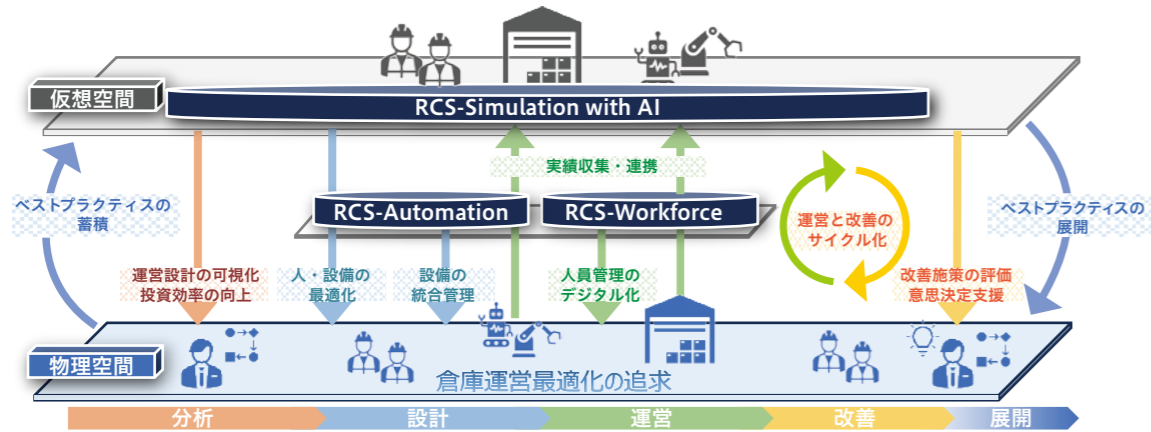 仮想空間
RCS-Simulation with AI
実績収集・連携
ベストプラクティスの
蓄積
RCS-Automation
RCS-Workforce
運営と改善の
サイクル化
ベストプラクティスの
展開
運営設計の可視化
投資効率の向上
人・設備の
最適化
設備の
統合管理
人員管理の
デジタル化
改善施策の評価
意思決定支援
物理空間
倉庫運営最適化の追求
分析
設計
運営
改善
展開